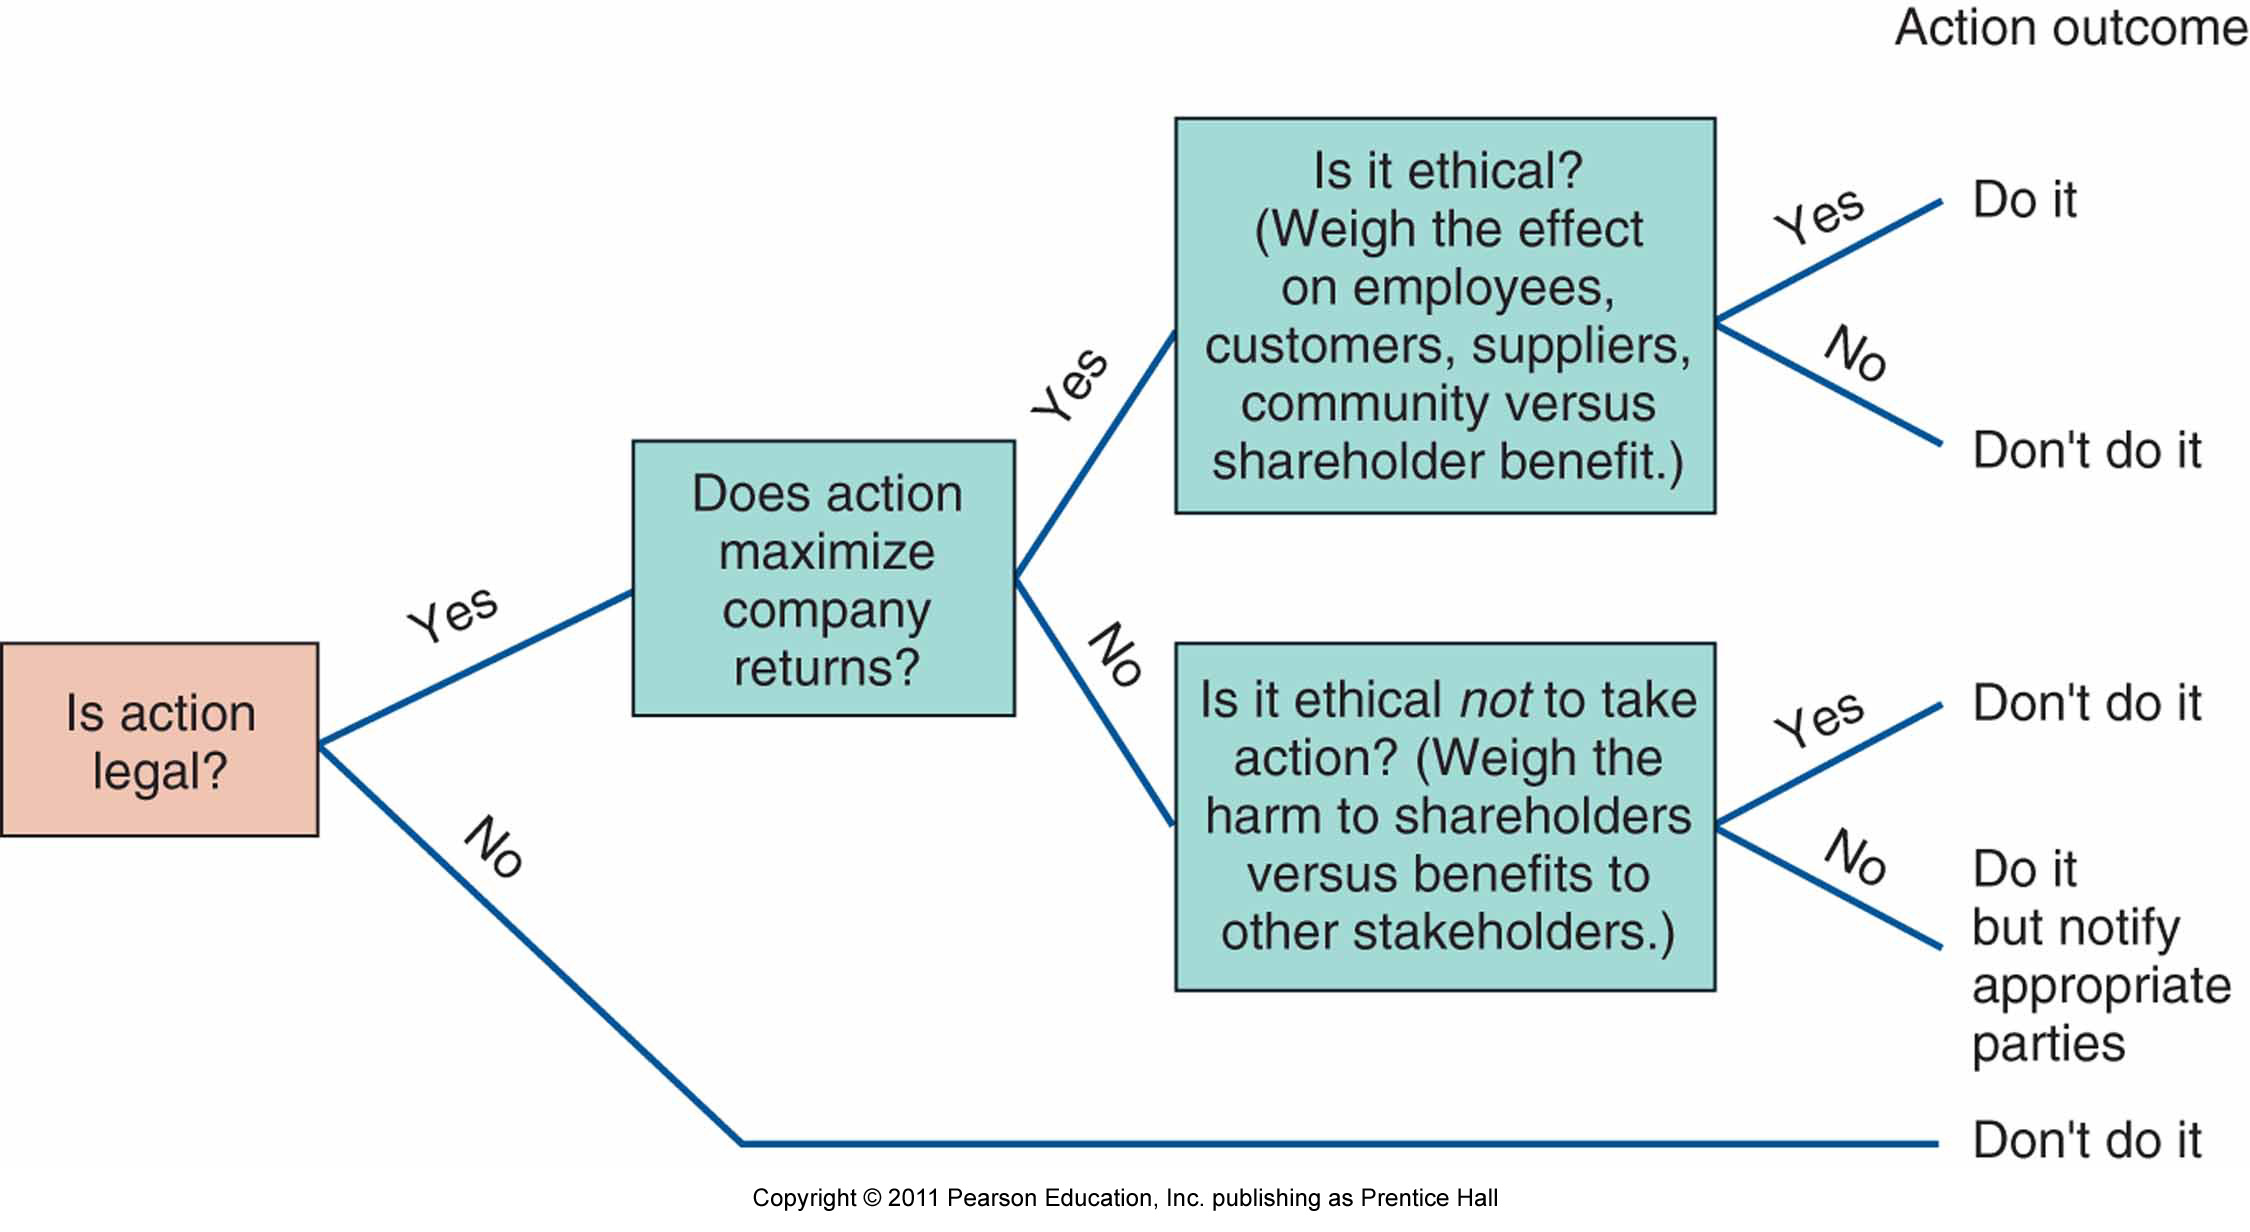 Action outcome
Is action
legal?
Yes
No
Does action
maximize
company
returns?
Yes
No
Is it ethical?
(Weigh the effect
on employees,
customers, suppliers,
community versus
shareholder benefit.)
Yes
Do it
No
Don't do it
Is it ethical not to take
action? (Weigh the
harm to shareholders
versus benefits to
other stakeholders.)
Yes
Don't do it
No
Do it
but notify
appropriate
parties
Don't do it
Copyright © 2011 Pearson Education, Inc. publishing as Prentice Hall